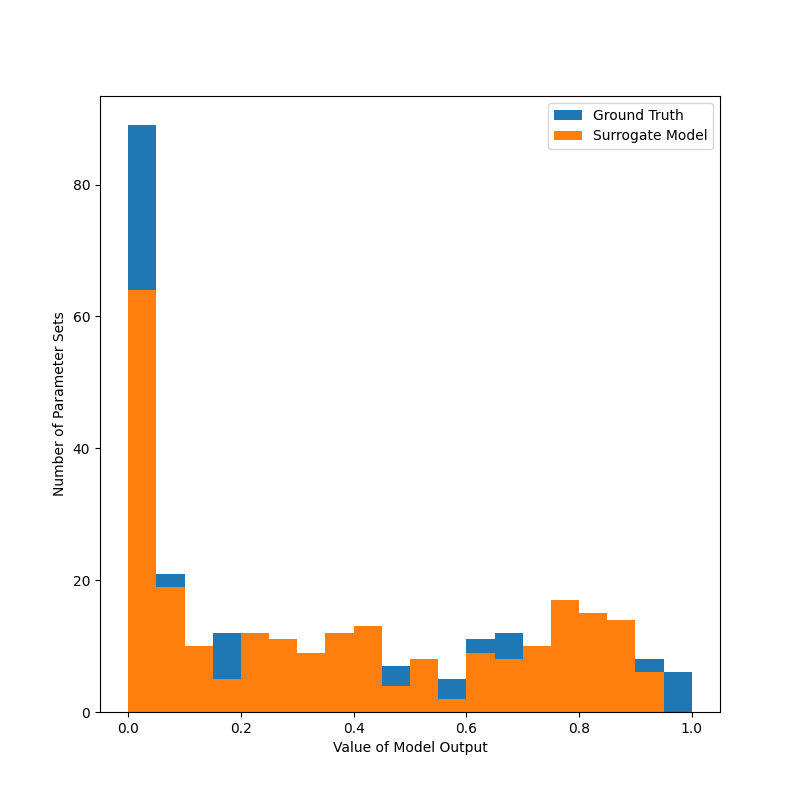 Ground Truth
Surrogate Model
80
60
40
20
0
Number of Parameter Sets
0.0 0.2 0.4 0.6 0.8 1.0
Value of Model Output